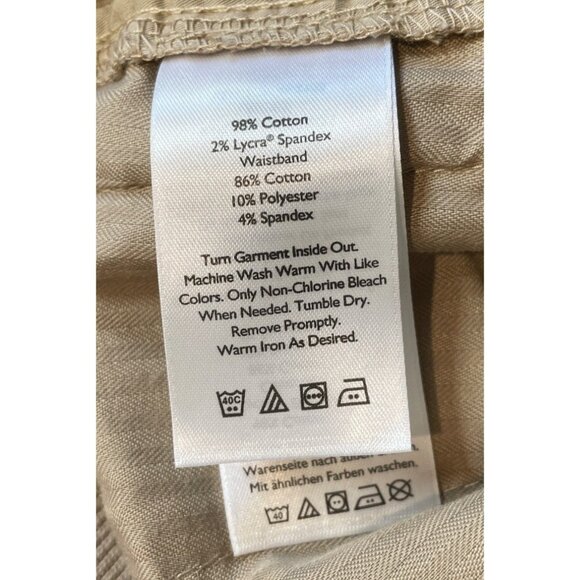 98% Cotton
2% Lycra® Spandex
Waistband
86% Cotton
10% Polyester
4% Spandex
Turn Garment Inside Out.
Machine Wash Warm With Like
Colors. Only Non-Chlorine Bleach
When Needed. Tumble Dry.
Remove Promptly.
Warm Iron As Desired.
40C
Warenseite nach außen
Mit ähnlichen Farben waschen.
40